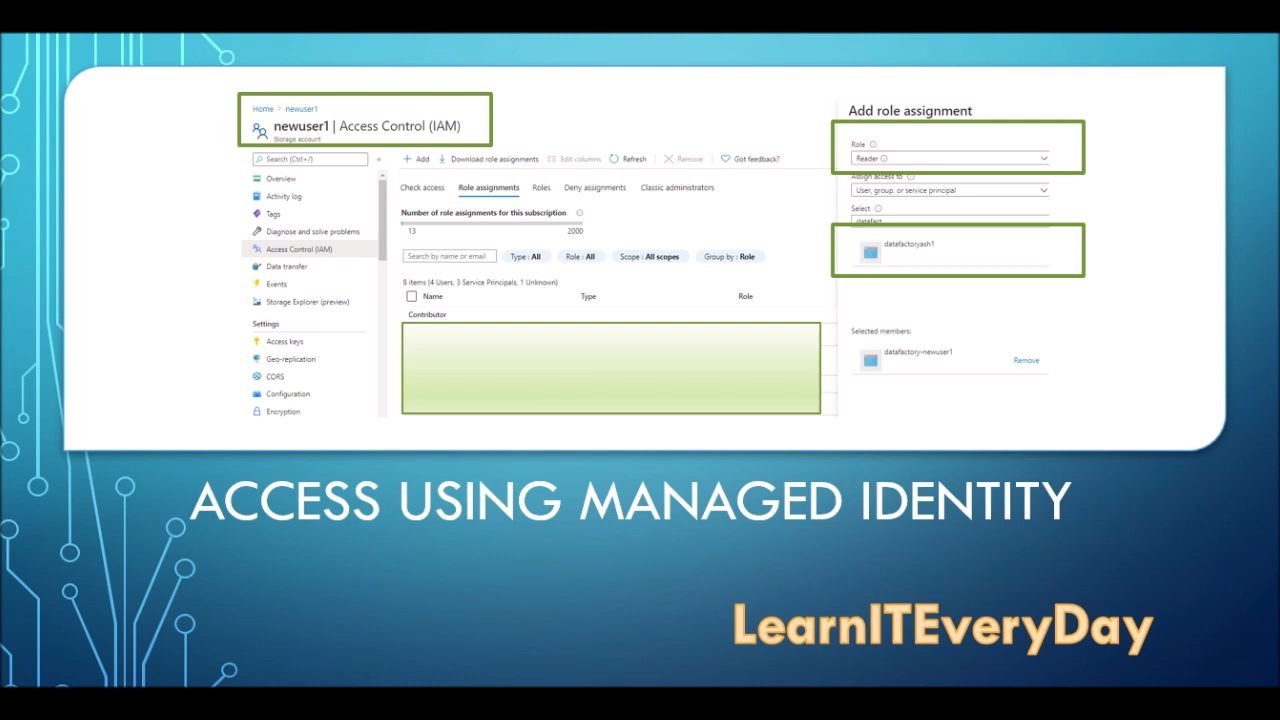 Home > newuser1
newuser1 | Access Control (IAM)
Storage account
Search (Ctrl+/)
«
Overview
Activity log
Tags
Diagnose and solve problems
Access Control (IAM)
Data transfer
Events
Storage Explorer (preview)
Settings
Access keys
Geo-replication
CORS
Configuration
Encryption
+ Add Download role assignments Edit columns Refresh Remove Got feedback?
Check access Role assignments Roles Deny assignments Classic administrators
Number of role assignments for this subscription
13 2000
Search by name or email Type : All Role : All Scope : All scopes Group by : Role
8 items (4 Users, 3 Service Principals, 1 Unknown)
Name Type Role
Contributor
Add role assignment
Role
Reader
Assign access to
User, group, or service principal
Select
datafact
datafactoryash1
Selected members:
datafactory-newuser1
Remove
ACCESS USING MANAGED IDENTITY
LearnITEveryDay